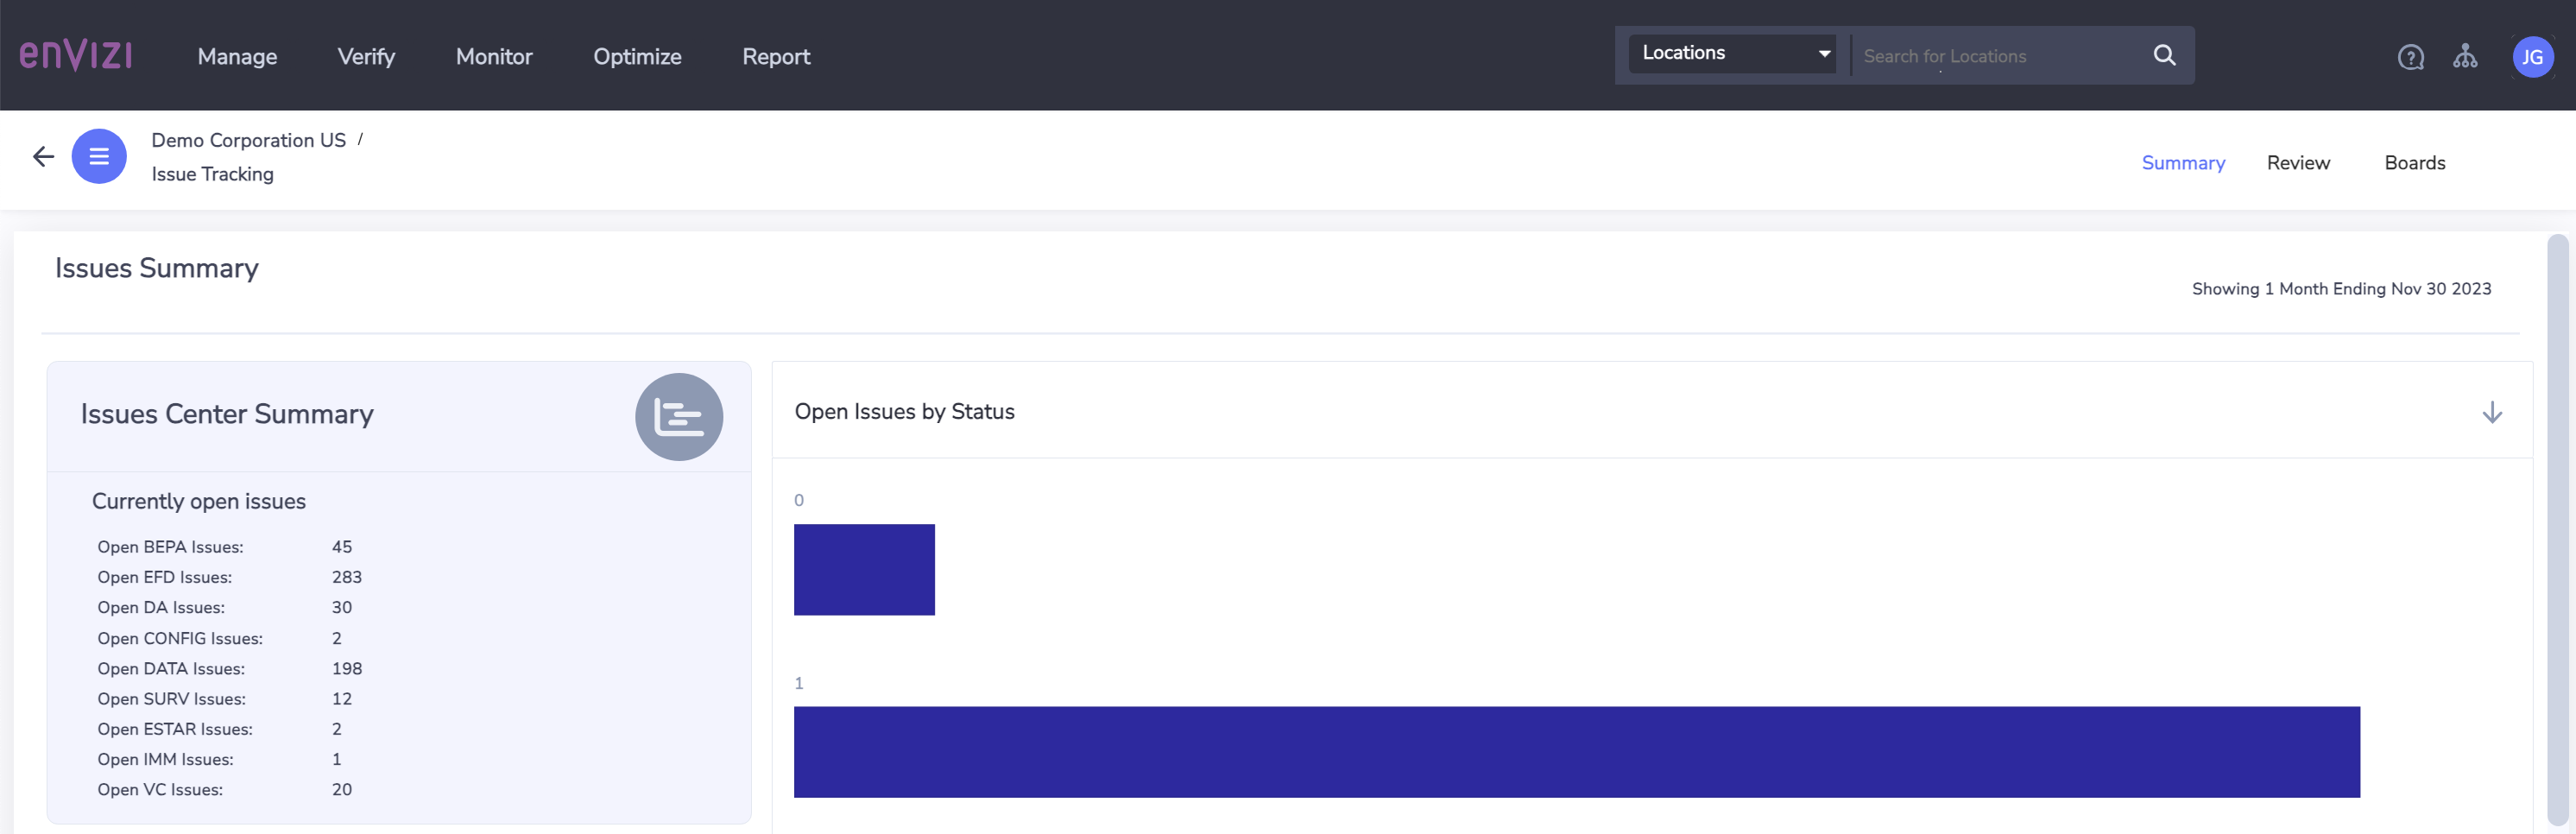 enVIZI
Manage
Verify
Monitor
Optimize
Report
Locations
Search for Locations
JG
Demo Corporation US /
Issue Tracking
Summary
Review
Boards
Issues Summary
Showing 1 Month Ending Nov 30 2023
Issues Center Summary
Currently open issues
Open BEPA Issues: 45
Open EFD Issues: 283
Open DA Issues: 30
Open CONFIG Issues: 2
Open DATA Issues: 198
Open SURV Issues: 12
Open ESTAR Issues: 2
Open IMM Issues: 1
Open VC Issues: 20
Open Issues by Status
0
1